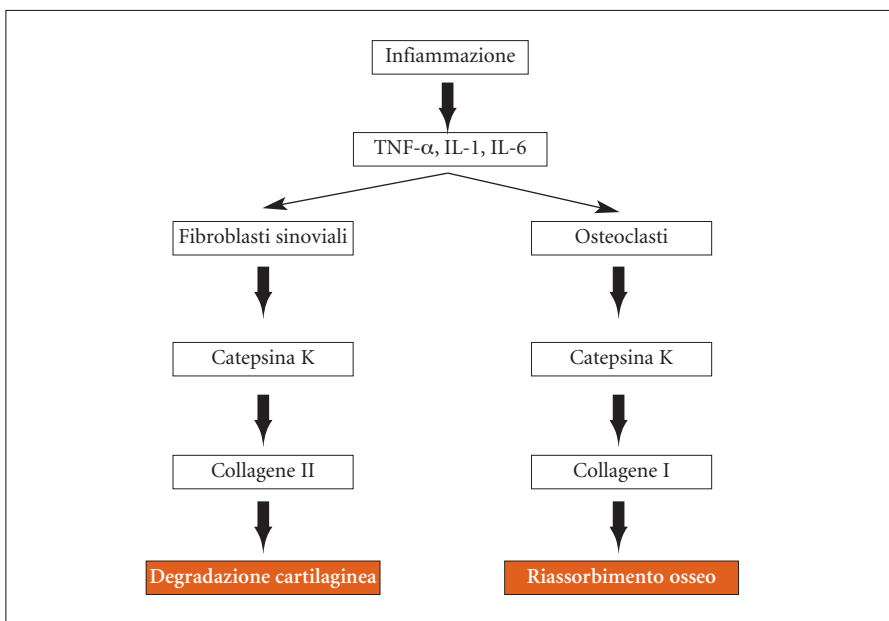 Infiammazione
TNF-α, IL-1, IL-6
Fibroblasti sinoviali
Osteoclasti
Catepsina K
Catepsina K
Collagene II
Collagene I
Degradazione cartilaginea
Riassorbimento osseo